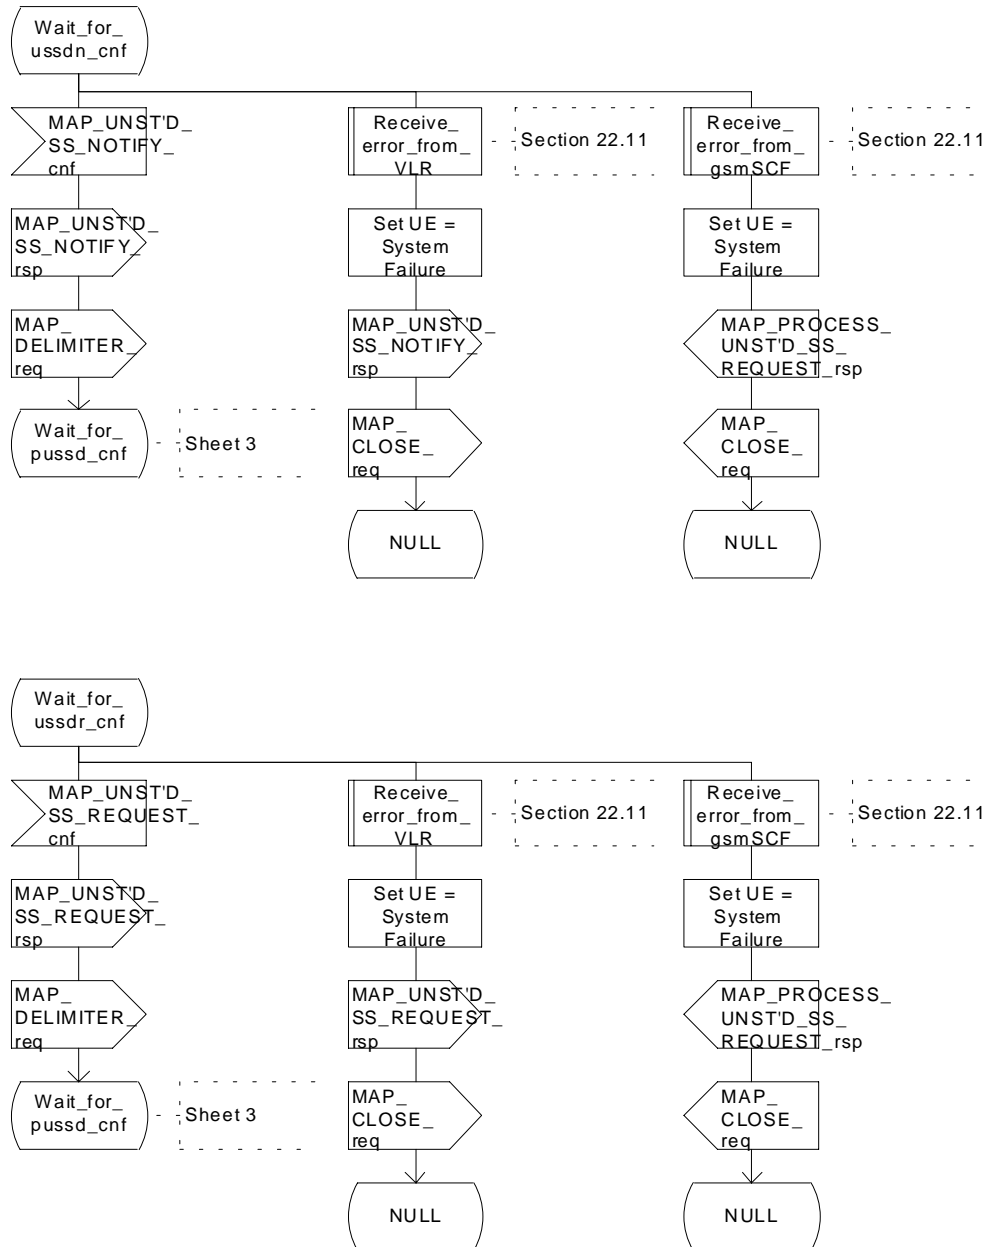 Wait_for_
ussdn_cnf
MAP_UNST'D_
SS_NOTIFY_
cnf
Receive_
error_from_
VLR
Section 22.11
Receive_
error_from_
gsmSCF
Section 22.11
MAP_UNST'D_
SS_NOTIFY_
rsp
Set UE =
System
Failure
Set UE =
System
Failure
MAP_
DELIMITER_
req
MAP_UNST'D_
SS_NOTIFY_
rsp
MAP_PROCESS_
UNST'D_SS_
REQUEST_rsp
Wait_for_
pussd_cnf
Sheet 3
MAP_
CLOSE_
req
MAP_
CLOSE_
req
NULL
NULL
Wait_for_
ussdr_cnf
MAP_UNST'D_
SS_REQUEST_
cnf
Receive_
error_from_
VLR
Section 22.11
Receive_
error_from_
gsmSCF
Section 22.11
MAP_UNST'D_
SS_REQUEST_
rsp
Set UE =
System
Failure
Set UE =
System
Failure
MAP_
DELIMITER_
req
MAP_UNST'D_
SS_REQUEST_
rsp
MAP_PROCESS_
UNST'D_SS_
REQUEST_rsp
Wait_for_
pussd_cnf
Sheet 3
MAP_
CLOSE_
req
MAP_
CLOSE_
req
NULL
NULL